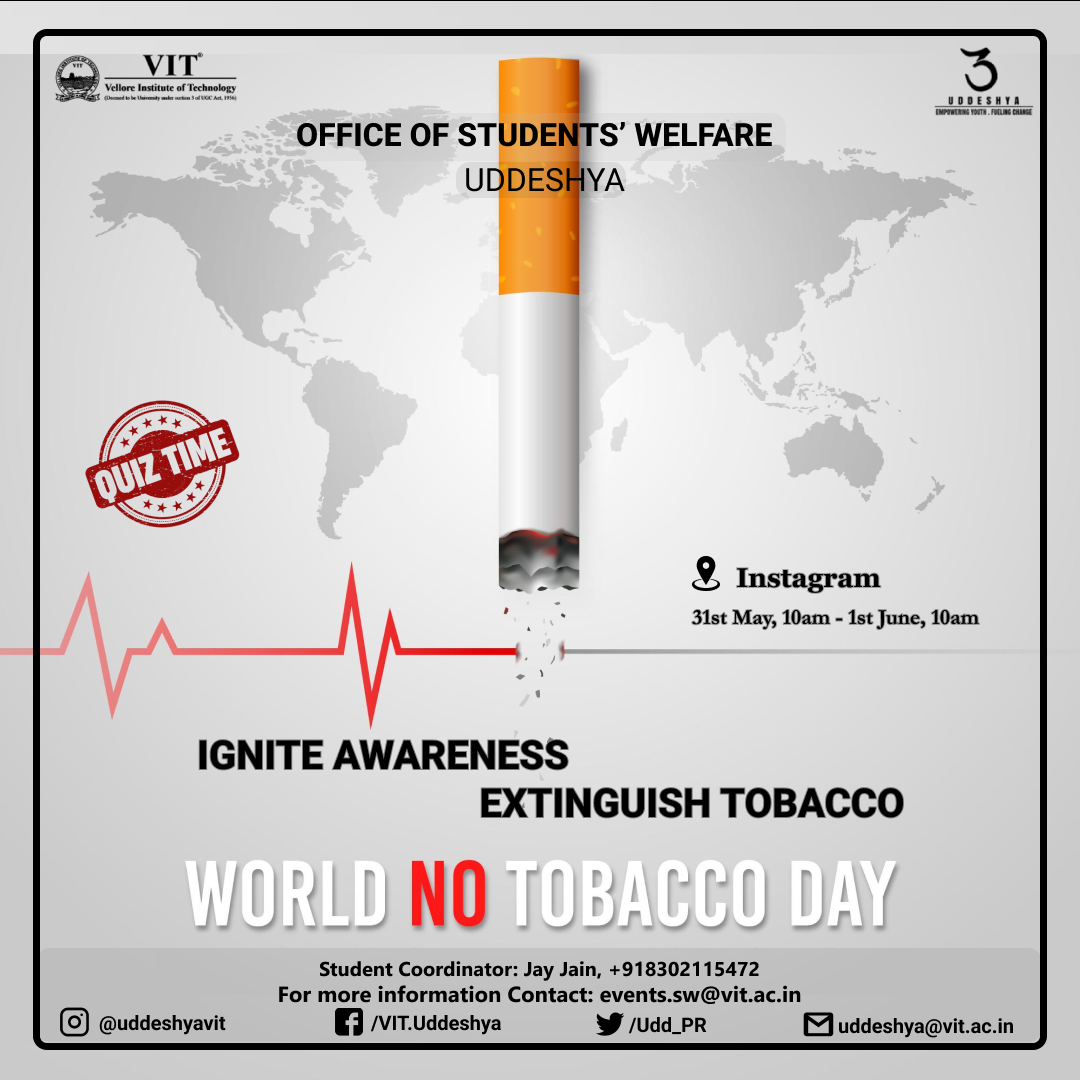 VIT®
Vellore Institute of Technology
(Deemed to be University under section 3 of UGC Act, 1956)
UDDESHYA
EMPOWERING YOUTH . FUELING CHANGE
OFFICE OF STUDENTS’ WELFARE
UDDESHYA
QUIZ TIME
Instagram
31st May, 10am - 1st June, 10am
IGNITE AWARENESS
EXTINGUISH TOBACCO
WORLD NO TOBACCO DAY
Student Coordinator: Jay Jain, +918302115472
For more information Contact: events.sw@vit.ac.in
@uddeshyavit
/VIT.Uddeshya
/Udd_PR
uddeshya@vit.ac.in